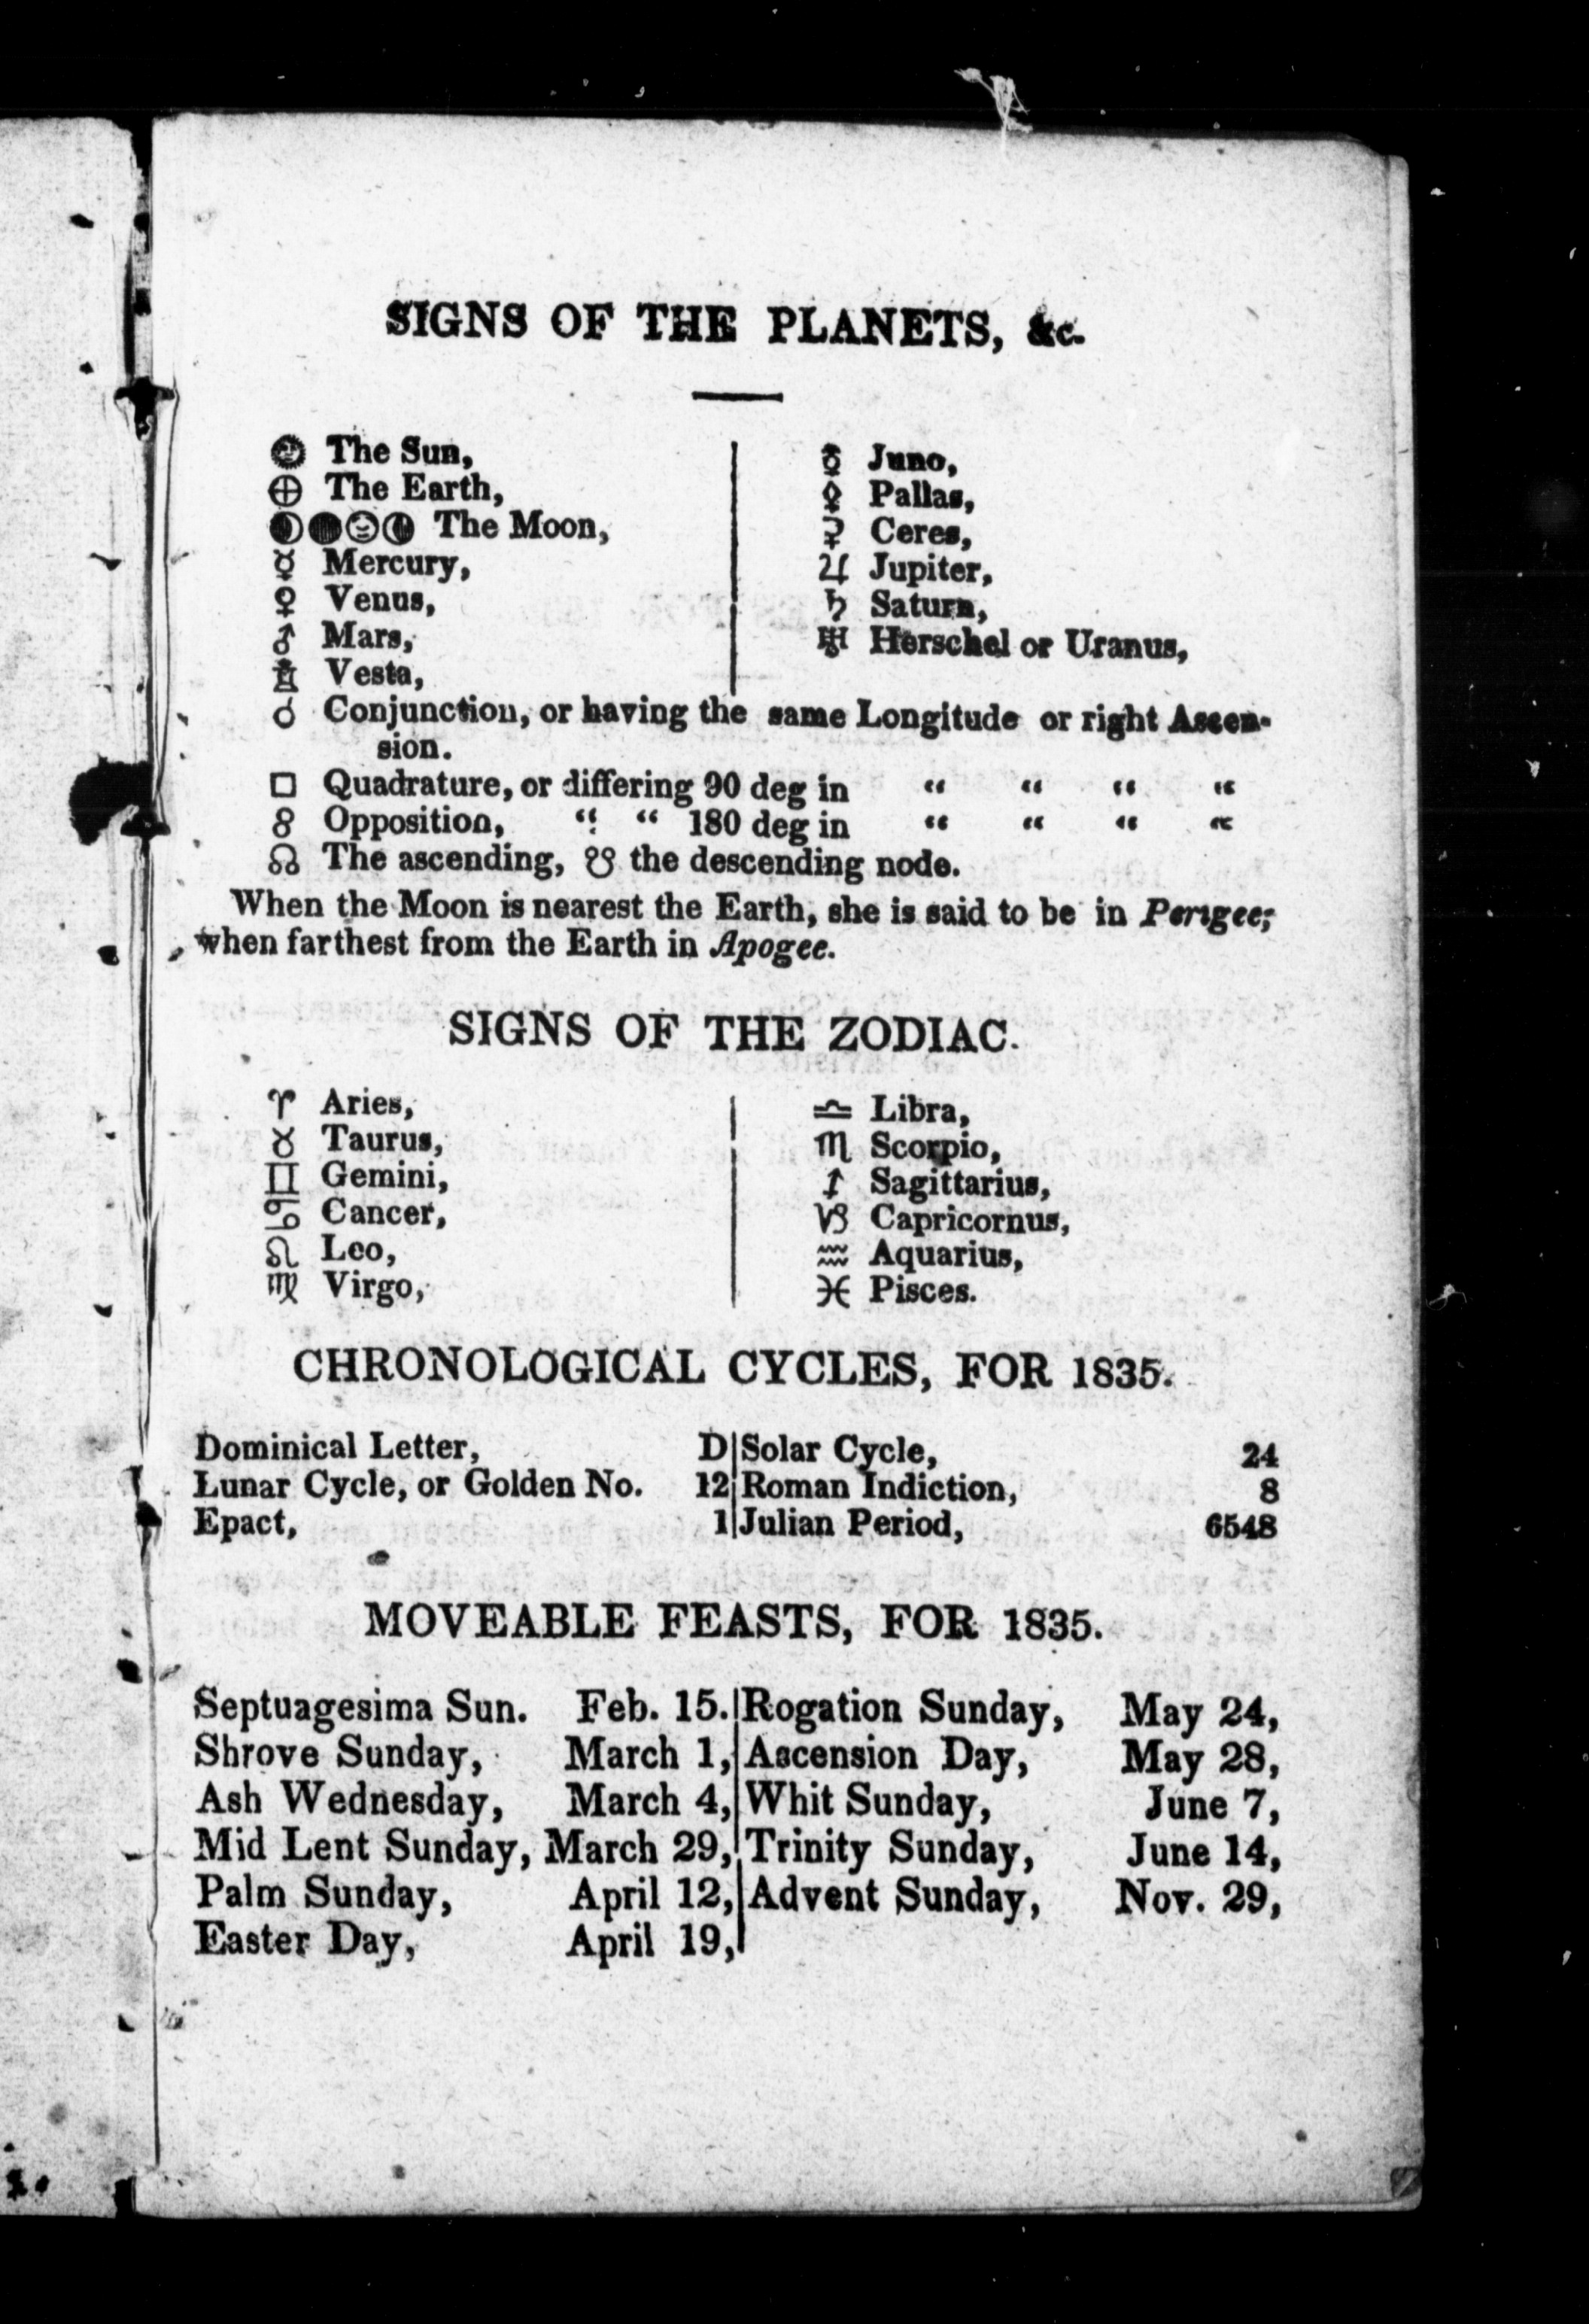 SIGNS OF THE PLANETS, &c.
🌞 The Sun,
⊕ The Earth,
🌓🌑🌝🌗 The Moon,
☿ Mercury,
♀ Venus,
♂ Mars,
⚶ Vesta,
⚵ Juno,
⚴ Pallas,
⚳ Ceres,
♃ Jupiter,
♄ Saturn,
♅ Herschel or Uranus,
☌ Conjunction, or having the same Longitude or right Ascen-
sion.
□ Quadrature, or differing 90 deg in “ “ “ “
☍ Opposition, “ “ 180 deg in “ “ “ “
☊ The ascending, ☋ the descending node.
When the Moon is nearest the Earth, she is said to be in Perigee;
when farthest from the Earth in Apogee.
SIGNS OF THE ZODIAC.
♈ Aries,
♉ Taurus,
♊ Gemini,
♋ Cancer,
♌ Leo,
♍ Virgo,
♎ Libra,
♏ Scorpio,
♐ Sagittarius,
♑ Capricornus,
♒ Aquarius,
♓ Pisces.
CHRONOLOGICAL CYCLES, FOR 1835.
Dominical Letter, D
Lunar Cycle, or Golden No. 12
Epact, 1
Solar Cycle, 24
Roman Indiction, 8
Julian Period, 6548
MOVEABLE FEASTS, FOR 1835.
Septuagesima Sun. Feb. 15.
Shrove Sunday, March 1,
Ash Wednesday, March 4,
Mid Lent Sunday, March 29,
Palm Sunday, April 12,
Easter Day, April 19,
Rogation Sunday, May 24,
Ascension Day, May 28,
Whit Sunday, June 7,
Trinity Sunday, June 14,
Advent Sunday, Nov. 29,